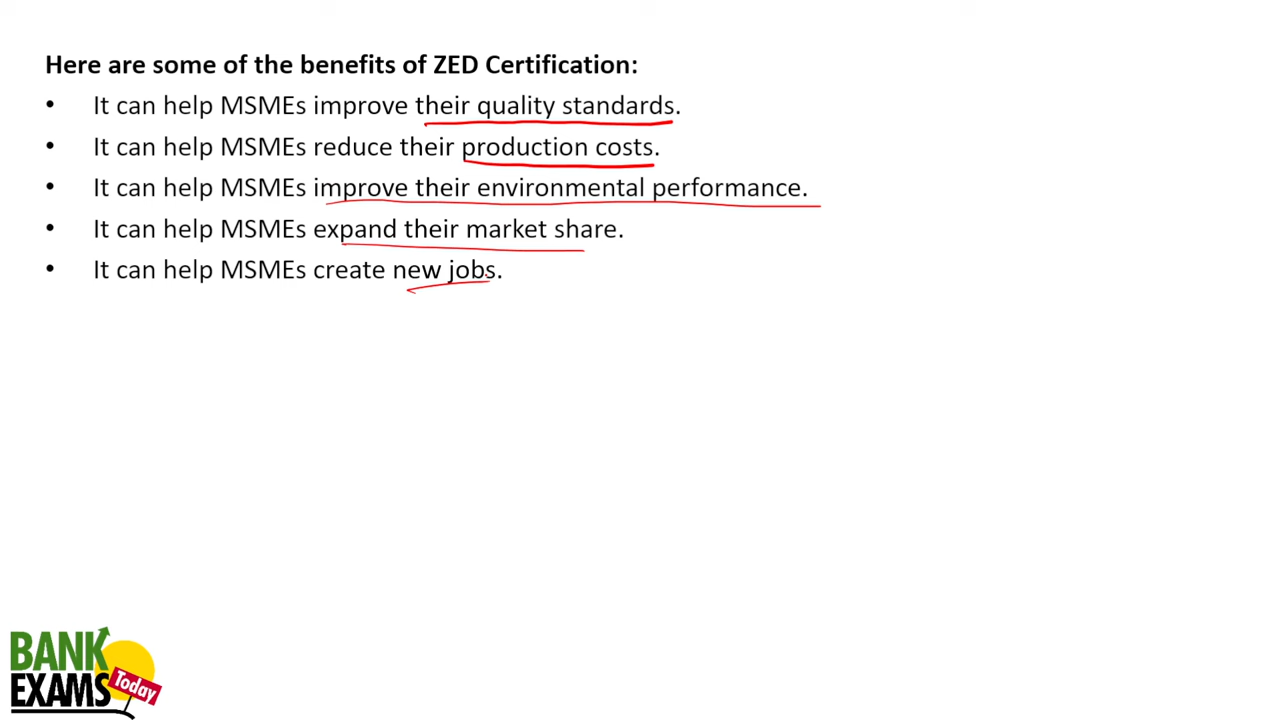 Here are some of the benefits of ZED Certification:
• It can help MSMEs improve their quality standards.
• It can help MSMEs reduce their production costs.
• It can help MSMEs improve their environmental performance.
• It can help MSMEs expand their market share.
• It can help MSMEs create new jobs.
BANK
EXAMS Today